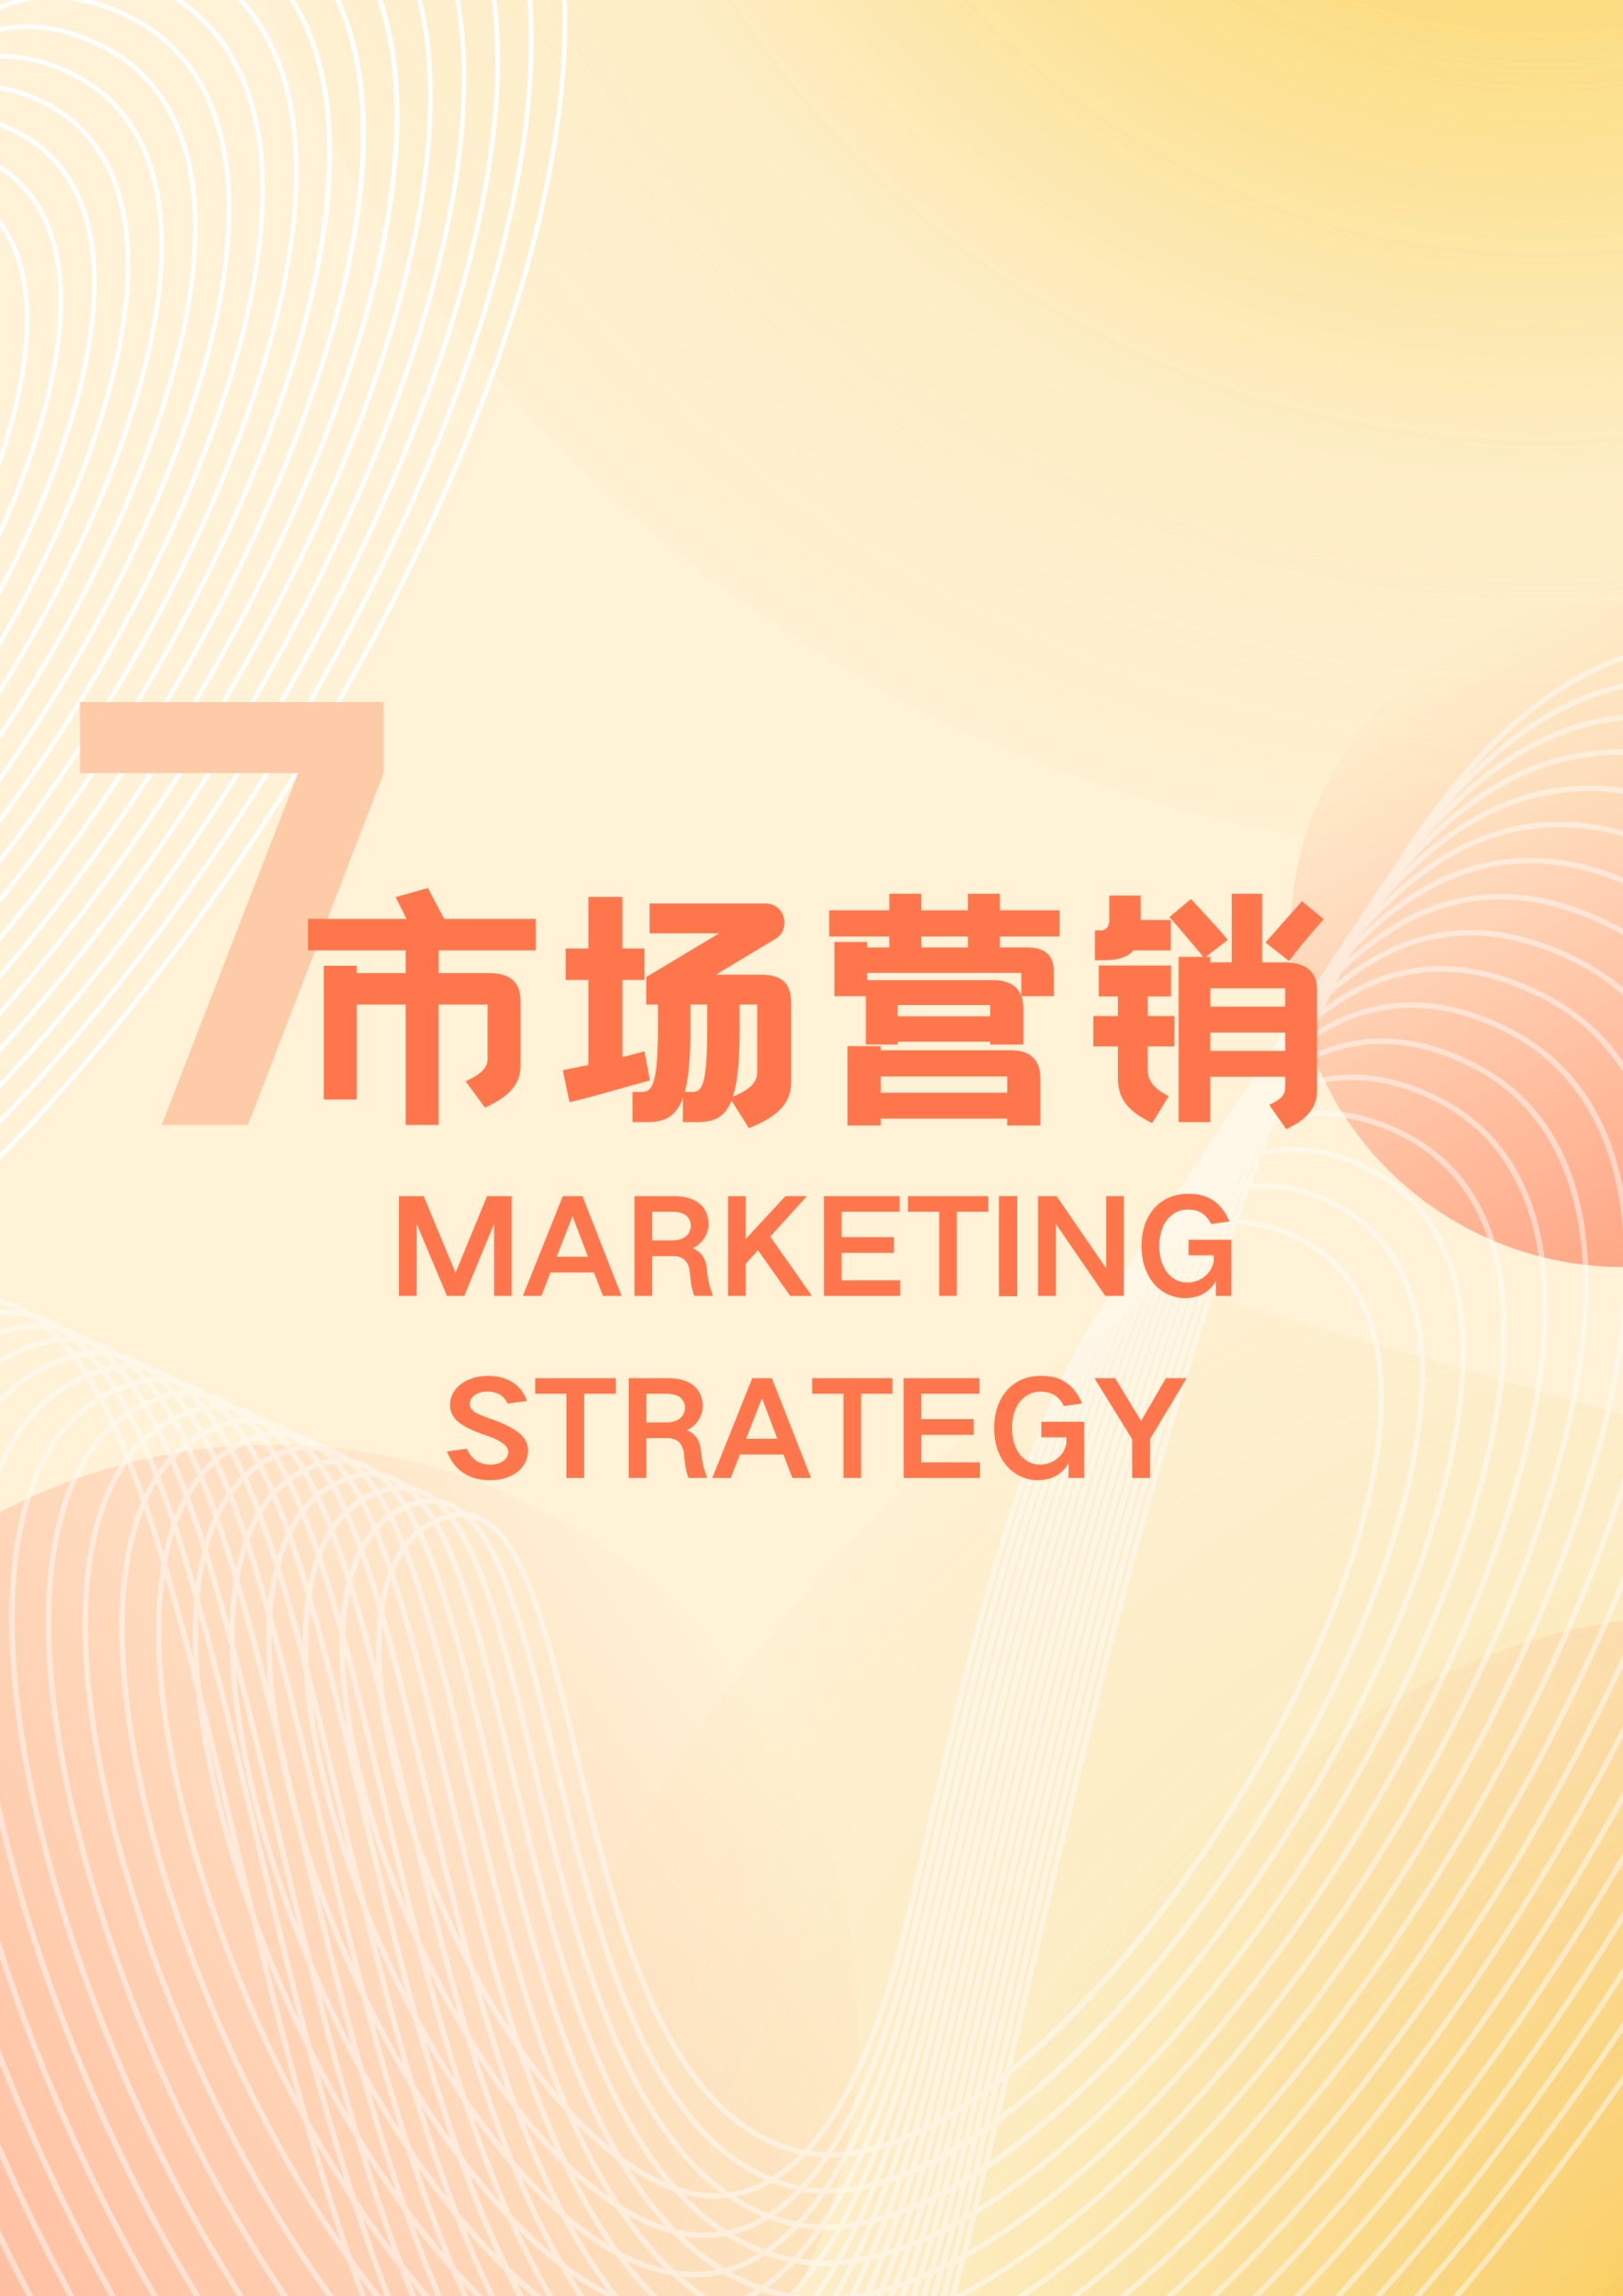 7
市场营销
MARKETING
STRATEGY